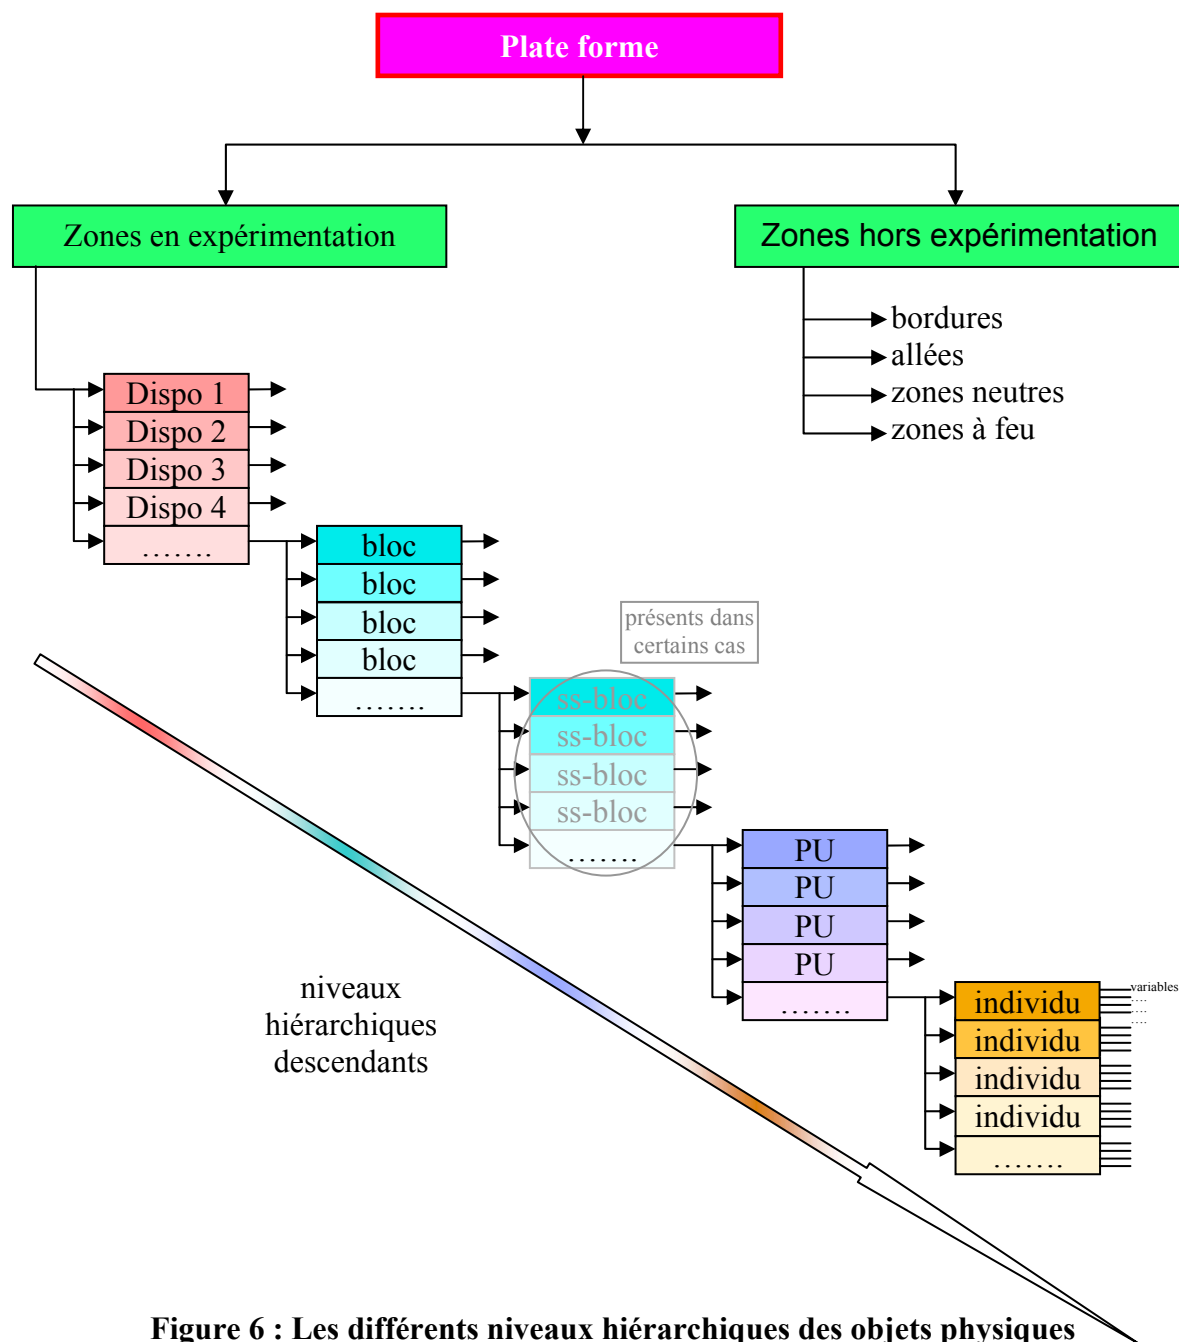 Plate forme
Zones en expérimentation
Zones hors expérimentation
bordures
allées
zones neutres
zones à feu
Dispo 1
Dispo 2
Dispo 3
Dispo 4
…….
bloc
bloc
bloc
bloc
…….
présents dans
certains cas
ss-bloc
ss-bloc
ss-bloc
ss-bloc
…….
PU
PU
PU
PU
…….
individu
individu
individu
individu
…….
variables
….
….
niveaux
hiérarchiques
descendants
Figure 6 : Les différents niveaux hiérarchiques des objets physiques